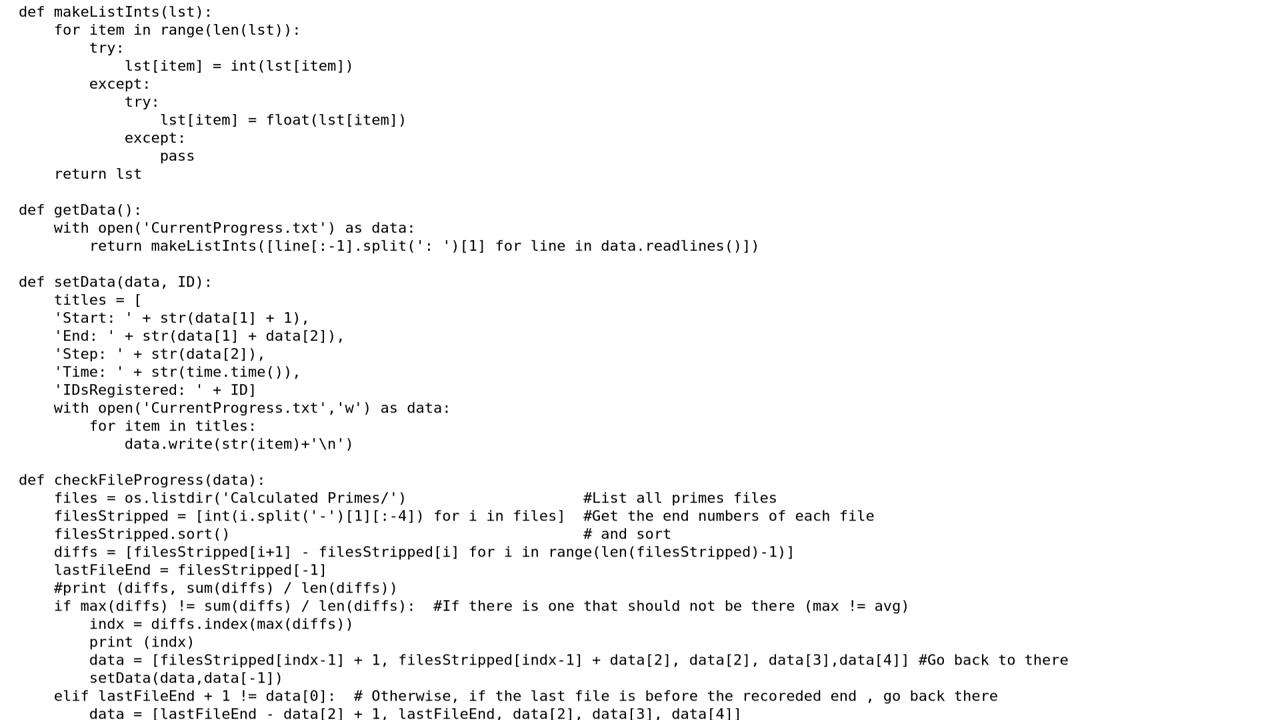 def makeListInts(lst):
    for item in range(len(lst)):
        try:
            lst[item] = int(lst[item])
        except:
            try:
                lst[item] = float(lst[item])
            except:
                pass
    return lst

def getData():
    with open('CurrentProgress.txt') as data:
        return makeListInts([line[:-1].split(': ')[1] for line in data.readlines()])

def setData(data, ID):
    titles = [
    'Start: ' + str(data[1] + 1),
    'End: ' + str(data[1] + data[2]),
    'Step: ' + str(data[2]),
    'Time: ' + str(time.time()),
    'IDsRegistered: ' + ID]
    with open('CurrentProgress.txt','w') as data:
        for item in titles:
            data.write(str(item)+'\n')

def checkFileProgress(data):
    files = os.listdir('Calculated Primes/')                    #List all primes files
    filesStripped = [int(i.split('-')[1][:-4]) for i in files]  #Get the end numbers of each file
    filesStripped.sort()                                        # and sort
    diffs = [filesStripped[i+1] - filesStripped[i] for i in range(len(filesStripped)-1)]
    lastFileEnd = filesStripped[-1]
    #print (diffs, sum(diffs) / len(diffs))
    if max(diffs) != sum(diffs) / len(diffs):  #If there is one that should not be there (max != avg)
        indx = diffs.index(max(diffs))
        print (indx)
        data = [filesStripped[indx-1] + 1, filesStripped[indx-1] + data[2], data[2], data[3],data[4]] #Go back to there
        setData(data,data[-1])
    elif lastFileEnd + 1 != data[0]:  # Otherwise, if the last file is before the recoreded end , go back there
        data = [lastFileEnd - data[2] + 1, lastFileEnd, data[2], data[3], data[4]]